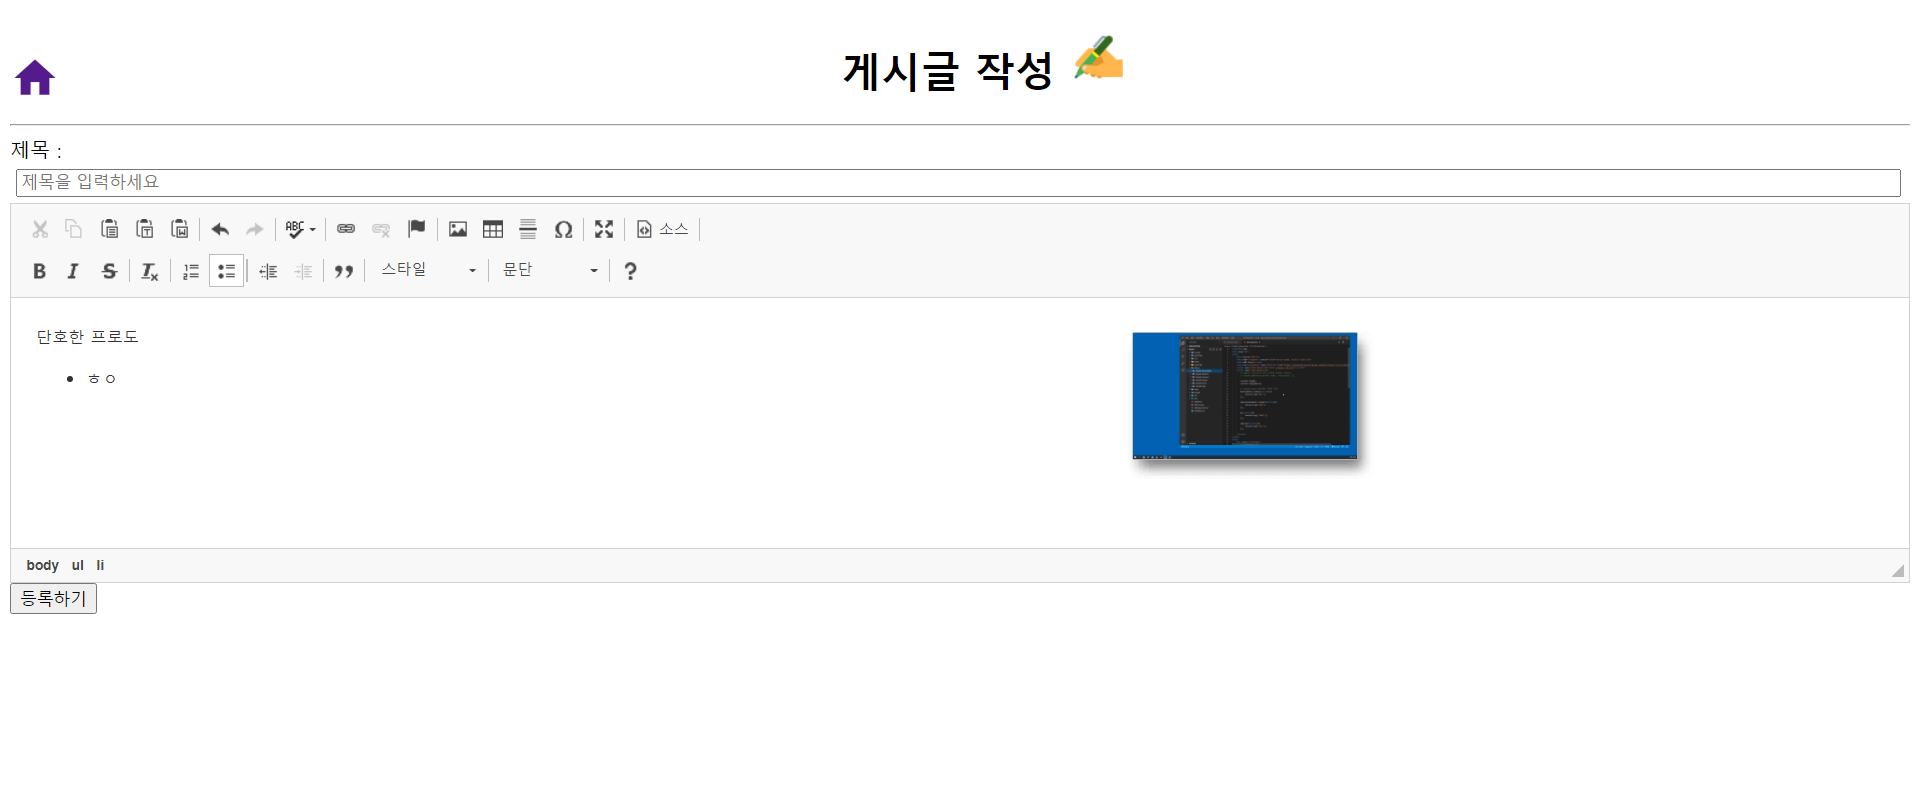 게시글 작성
제목 :
제목을 입력하세요
ABC
소스
B I S
스타일
문단
?
단호한 프로도
ㅎㅇ
body ul li
등록하기